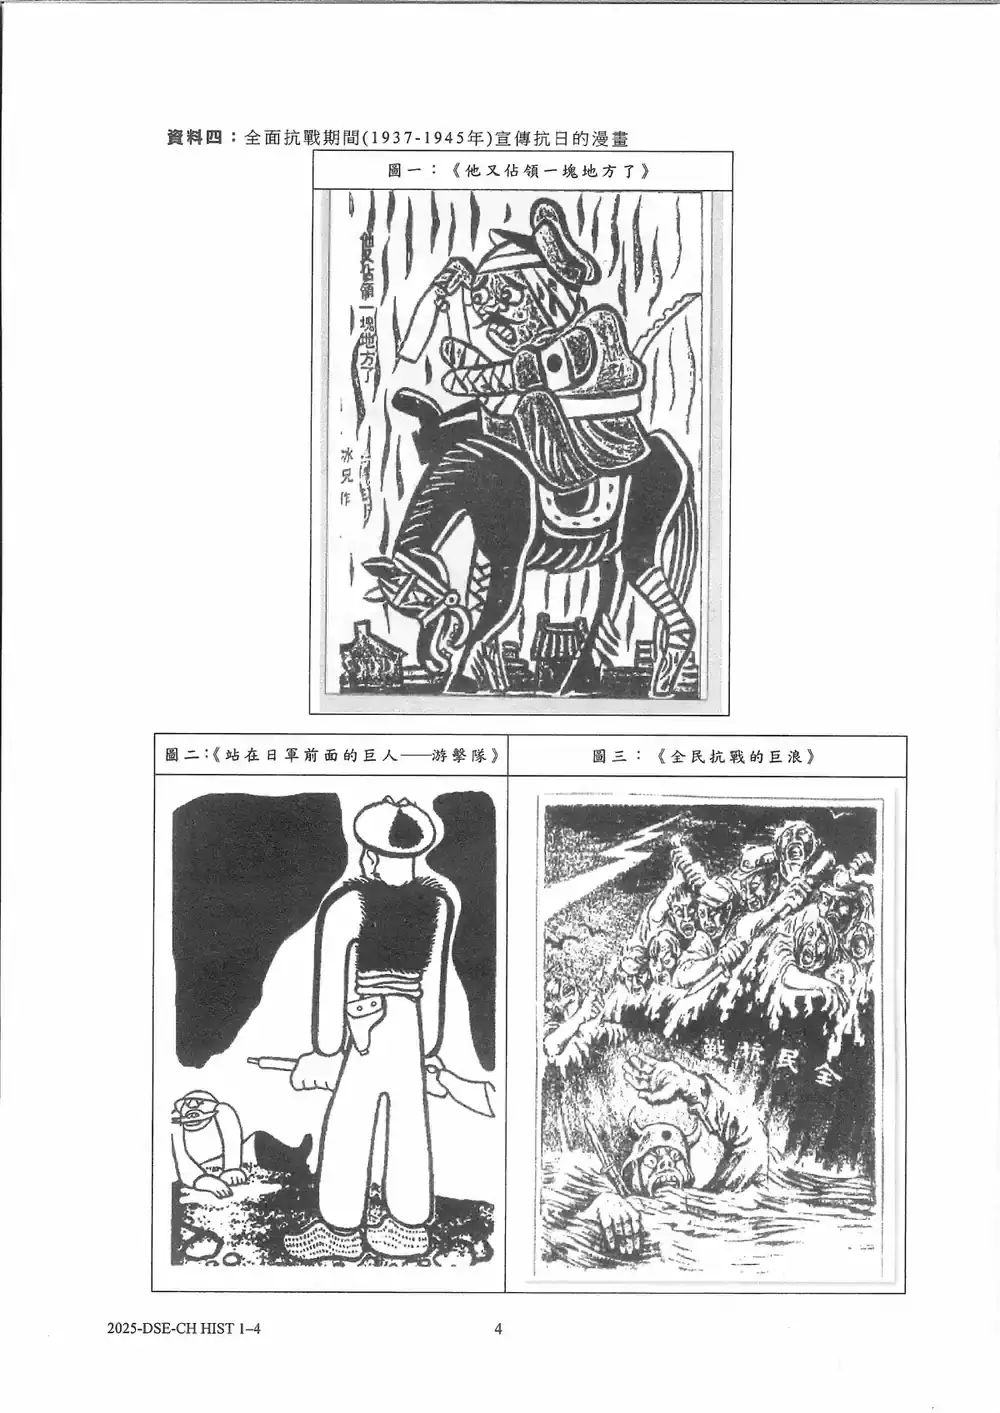 資料四：全面抗戰期間(1937-1945年)宣傳抗日的漫畫
圖一：《他又佔領一塊地方了》
他又佔領一塊地方了
冰兄作
圖二：《站在日軍前面的巨人──游擊隊》
圖三：《全民抗戰的巨浪》
戰抗民全
2025-DSE-CH HIST 1–4
4